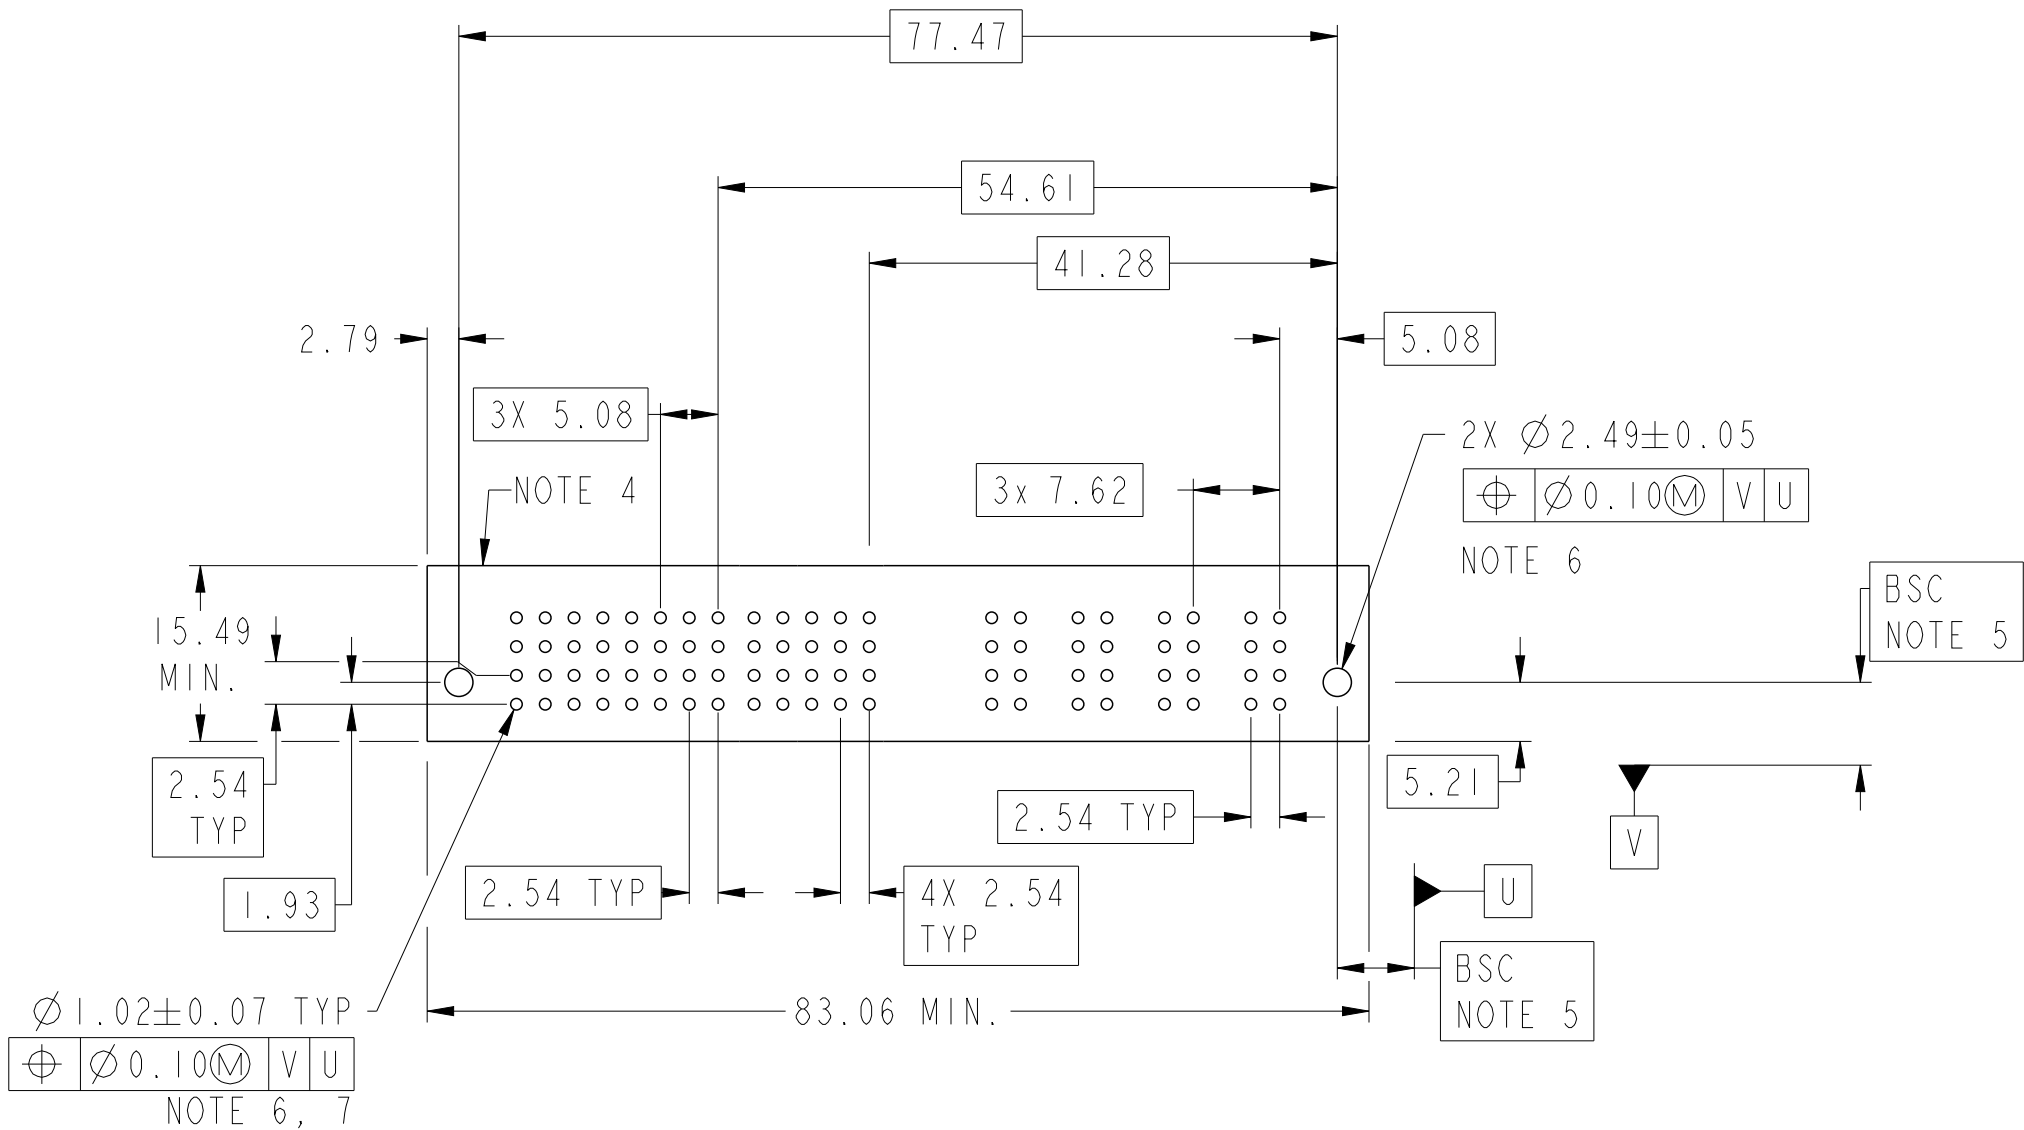 77.47
54.61
41.28
2.79
5.08
3X 5.08
2X ⌀2.49±0.05
⌖ ⌀0.10Ⓜ V U
NOTE 6
NOTE 4
3x 7.62
BSC
NOTE 5
15.49
MIN.
2.54
TYP
5.21
2.54 TYP
V
1.93
2.54 TYP
4X 2.54
TYP
U
BSC
NOTE 5
⌀1.02±0.07 TYP
⌖ ⌀0.10Ⓜ V U
NOTE 6, 7
83.06 MIN.